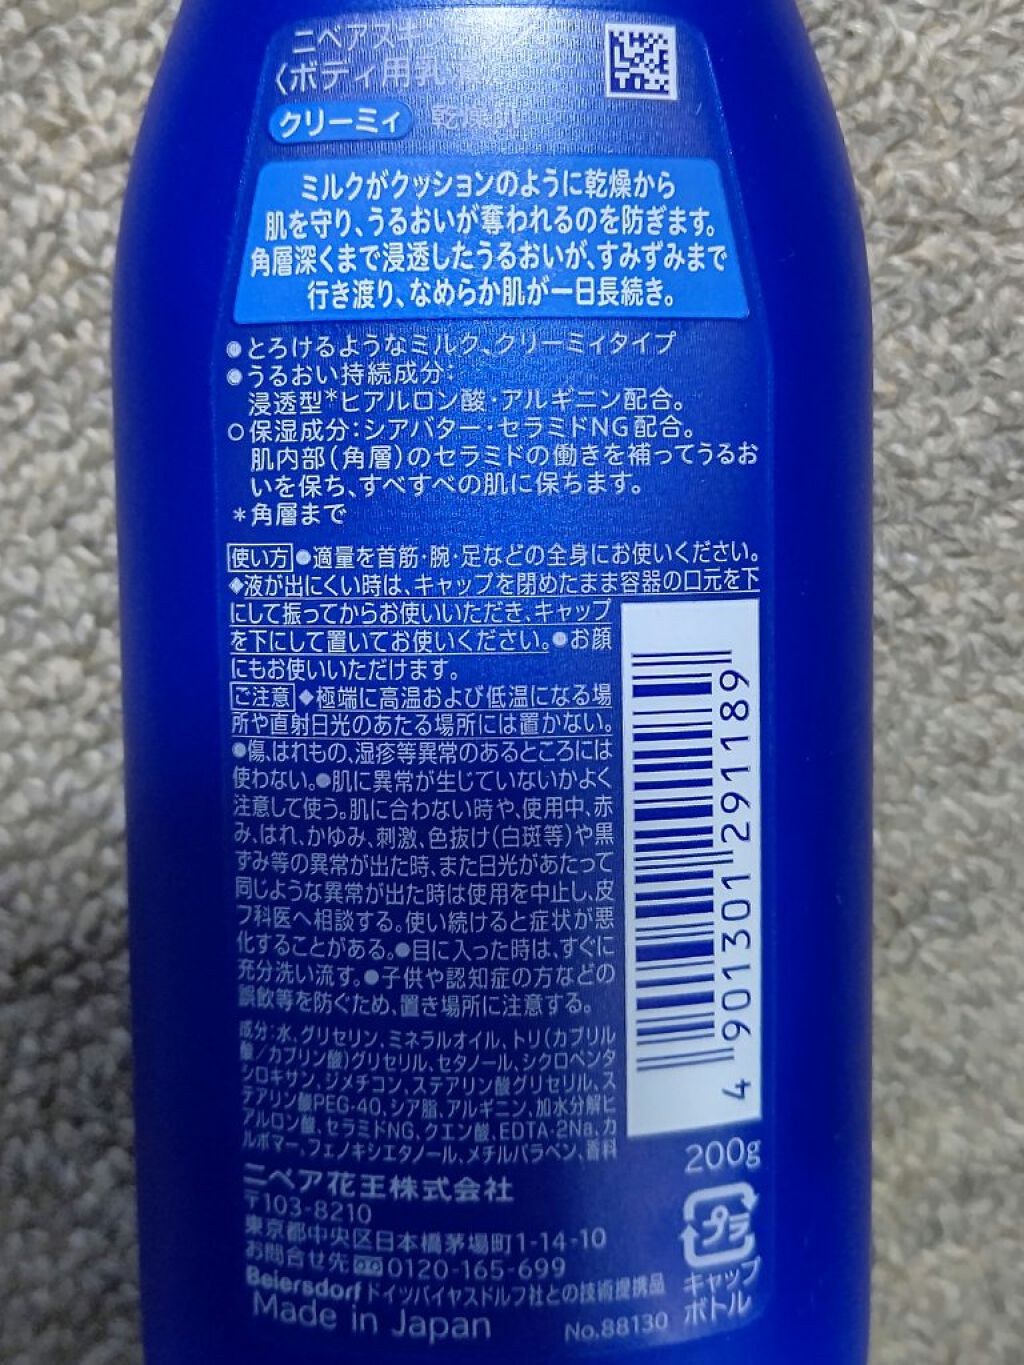 ニベアスキ
〈ボディ用乳
クリーミィ 乾燥肌
ミルクがクッションのように乾燥から
肌を守り、うるおいが奪われるのを防ぎます。
角層深くまで浸透したうるおいが、すみずみまで
行き渡り、なめらか肌が一日長続き。
●とろけるようなミルク、クリーミィタイプ
●うるおい持続成分：
浸透型*ヒアルロン酸・アルギニン配合。
○保湿成分：シアバター・セラミドNG配合。
肌内部（角層）のセラミドの働きを補ってうるお
いを保ち、すべすべの肌に保ちます。
*角層まで
使い方 ●適量を首筋・腕・足などの全身にお使いください。
◆液が出にくい時は、キャップを閉めたまま容器の口元を下
にして振ってからお使いいただき、キャップ
を下にして置いてお使いください。●お顔
にもお使いいただけます。
ご注意 ◆極端に高温および低温になる場
所や直射日光のあたる場所には置かない。
●傷、はれもの、湿疹等異常のあるところには
使わない。●肌に異常が生じていないかよく
注意して使う。肌に合わない時や、使用中、赤
み、はれ、かゆみ、刺激、色抜け（白斑等）や黒
ずみ等の異常が出た時、また日光があたって
同じような異常が出た時は使用を中止し、皮
フ科医へ相談する。使い続けると症状が悪
化することがある。●目に入った時は、すぐに
充分洗い流す。●子供や認知症の方などの
誤飲等を防ぐため、置き場所に注意する。
成分：水、グリセリン、ミネラルオイル、トリ（カプリル
酸／カプリン酸）グリセリル、セタノール、シクロペンタ
シロキサン、ジメチコン、ステアリン酸グリセリル、ス
テアリン酸PEG-40、シア脂、アルギニン、加水分解ヒ
アルロン酸、セラミドNG、クエン酸、EDTA-2Na、カ
ルボマー、フェノキシエタノール、メチルパラベン、香料
4 901301 291189
200g
ニベア花王株式会社
〒103-8210
東京都中央区日本橋茅場町1-14-10
お問合せ先 0120-165-699
Beiersdorf ドイツバイヤスドルフ社との技術提携品
Made in Japan
No.88130
プラ
キャップ
ボトル